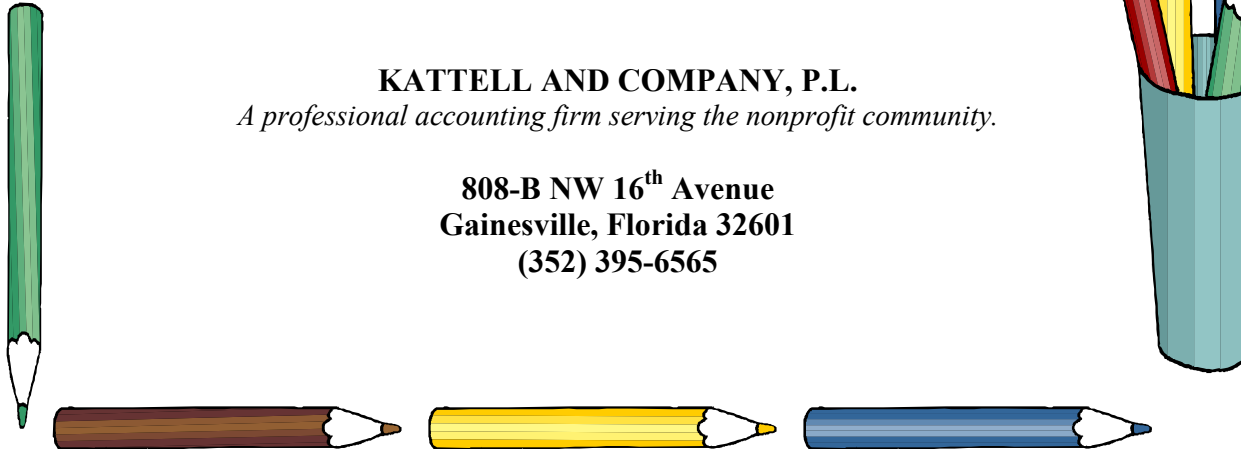 KATTELL AND COMPANY, P.L.
A professional accounting firm serving the nonprofit community.
808-B NW 16th Avenue
Gainesville, Florida 32601
(352) 395-6565